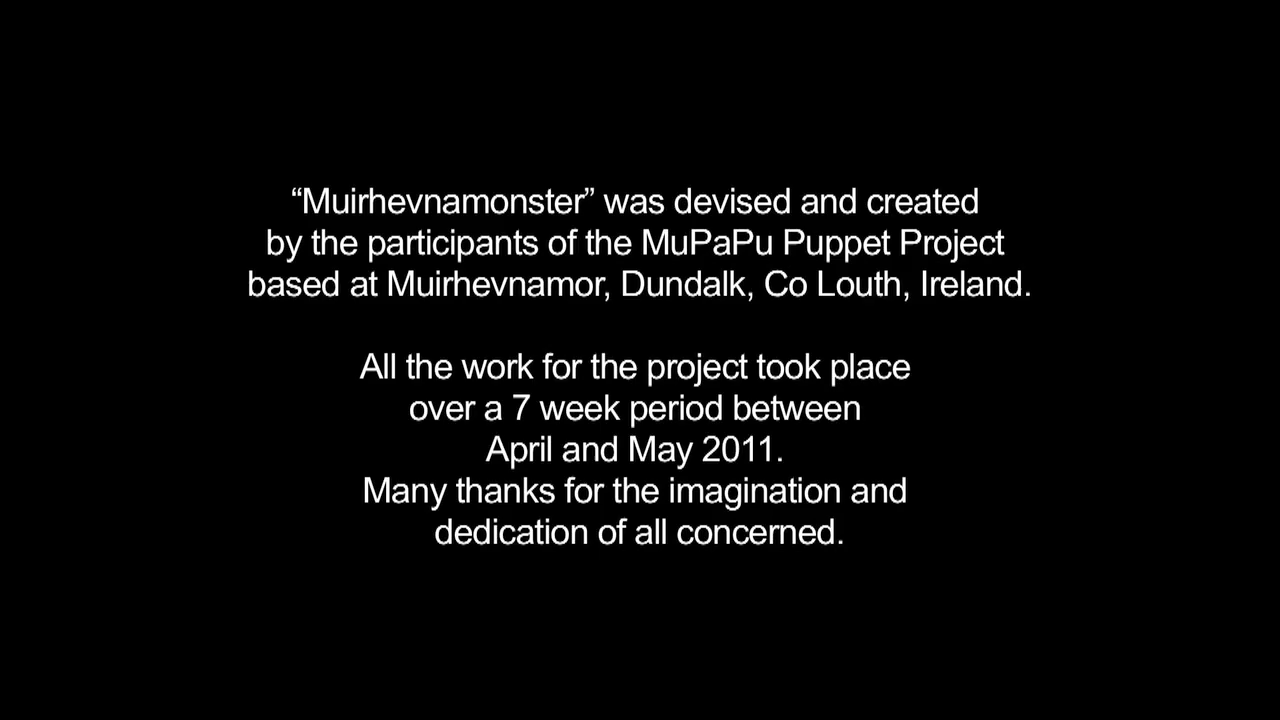 “Muirhevnamonster” was devised and created
by the participants of the MuPaPu Puppet Project
based at Muirhevnamor, Dundalk, Co Louth, Ireland.
All the work for the project took place
over a 7 week period between
April and May 2011.
Many thanks for the imagination and
dedication of all concerned.